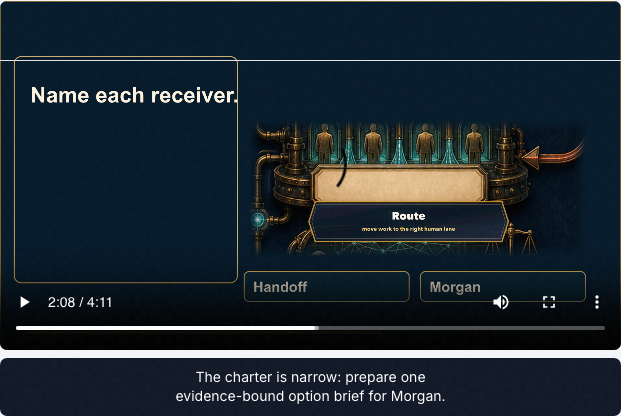 Name each receiver.
Route
move work to the right human lane
Handoff
Morgan
2:08 / 4:11
The charter is narrow: prepare one
evidence-bound option brief for Morgan.